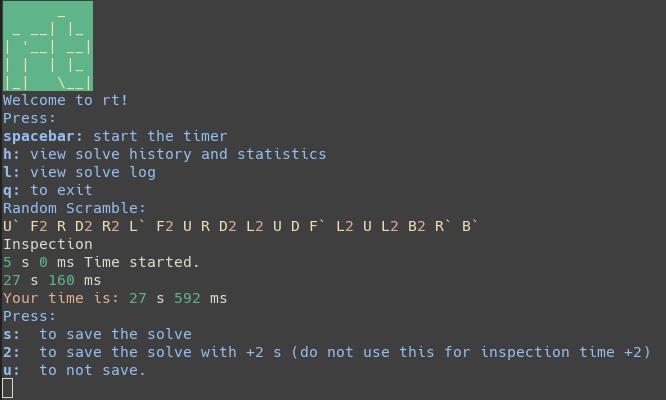 rt
Welcome to rt!
Press:
spacebar: start the timer
h: view solve history and statistics
l: view solve log
q: to exit
Random Scramble:
U` F2 R D2 R2 L` F2 U R D2 L2 U D F` L2 U L2 B2 R` B`
Inspection
5 s 0 ms Time started.
27 s 160 ms
Your time is: 27 s 592 ms
Press:
s:  to save the solve
2:  to save the solve with +2 s (do not use this for inspection time +2)
u:  to not save.